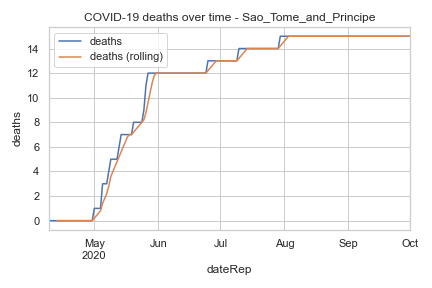 COVID-19 deaths over time - Sao_Tome_and_Principe
deaths
deaths (rolling)
deaths
14
12
10
8
6
4
2
0
May Jun Jul Aug Sep Oct
2020
dateRep